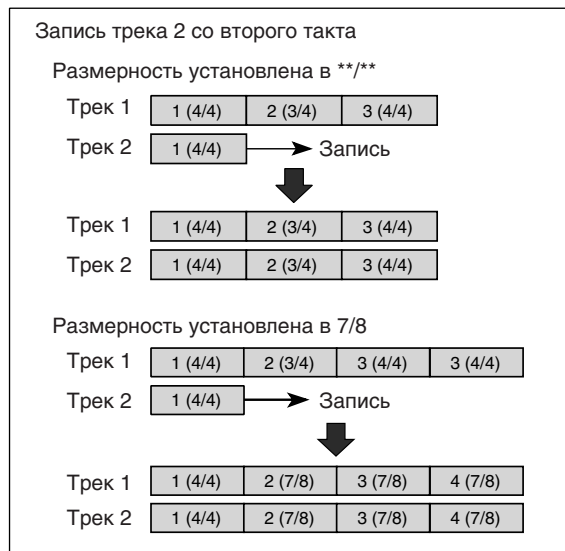 Запись трека 2 со второго такта
Размерность установлена в **/**
Трек 1 1 (4/4) 2 (3/4) 3 (4/4)
Трек 2 1 (4/4) Запись
Трек 1 1 (4/4) 2 (3/4) 3 (4/4)
Трек 2 1 (4/4) 2 (3/4) 3 (4/4)
Размерность установлена в 7/8
Трек 1 1 (4/4) 2 (3/4) 3 (4/4) 3 (4/4)
Трек 2 1 (4/4) Запись
Трек 1 1 (4/4) 2 (7/8) 3 (7/8) 4 (7/8)
Трек 2 1 (4/4) 2 (7/8) 3 (7/8) 4 (7/8)